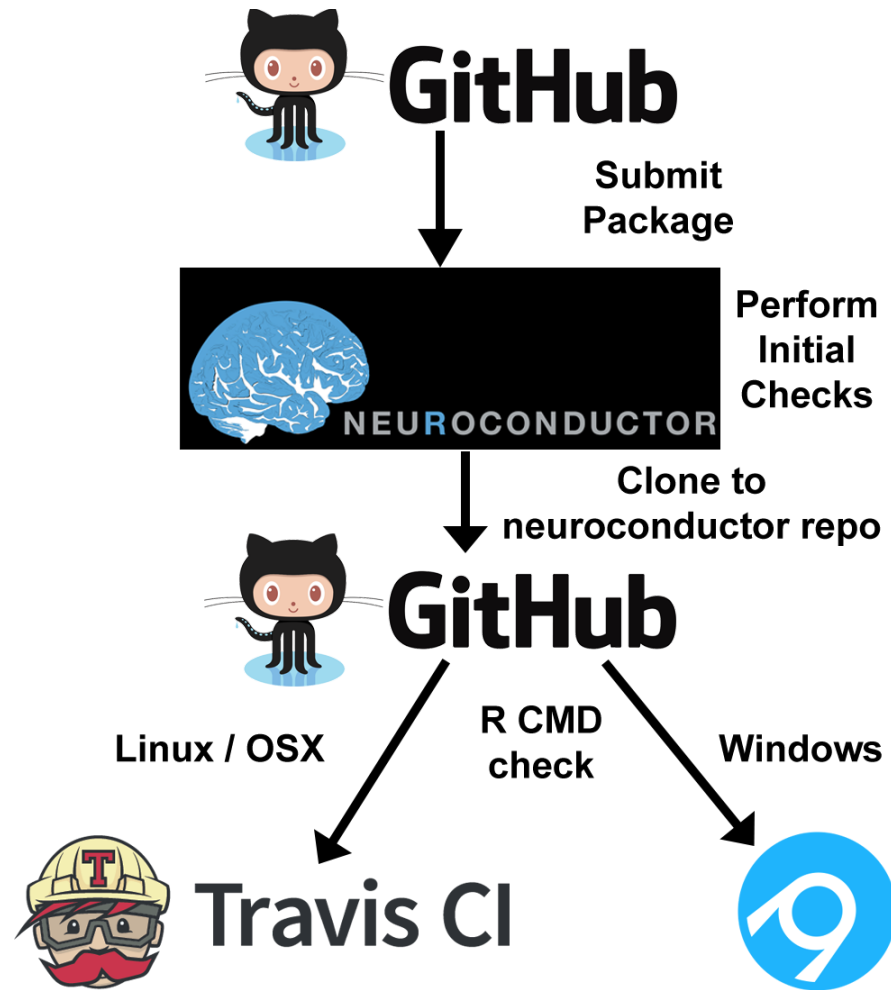 GitHub
Submit
Package
Perform
Initial
Checks
NEUROCONDUCTOR
Clone to
neuroconductor repo
GitHub
Linux / OSX
R CMD
check
Windows
T
Travis CI